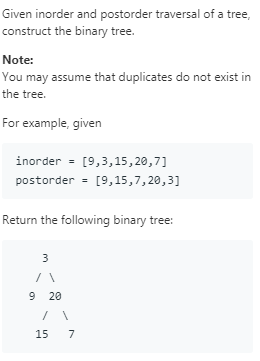 Given inorder and postorder traversal of a tree,
construct the binary tree.
Note:
You may assume that duplicates do not exist in
the tree.
For example, given
inorder = [9,3,15,20,7]
postorder = [9,15,7,20,3]
Return the following binary tree:
3
/ \
9 20
/ \
15 7